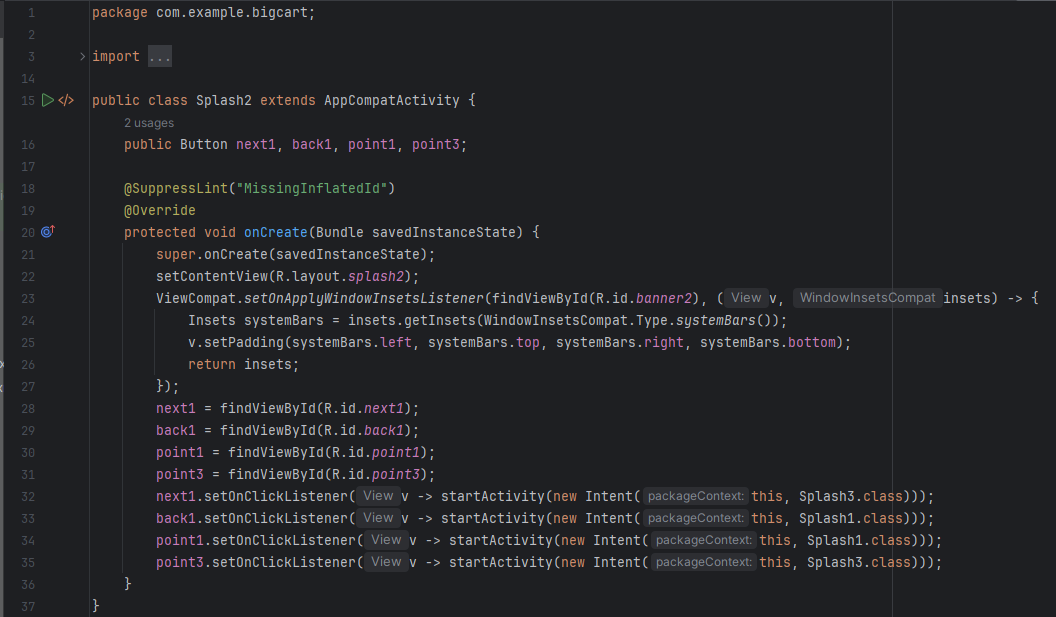 1 package com.example.bigcart;
2
3 import ...
14
15 public class Splash2 extends AppCompatActivity {
2 usages
16 public Button next1, back1, point1, point3;
17
18 @SuppressLint("MissingInflatedId")
19 @Override
20 protected void onCreate(Bundle savedInstanceState) {
21 super.onCreate(savedInstanceState);
22 setContentView(R.layout.splash2);
23 ViewCompat.setOnApplyWindowInsetsListener(findViewById(R.id.banner2), ( View v, WindowInsetsCompat insets) -> {
24 Insets systemBars = insets.getInsets(WindowInsetsCompat.Type.systemBars());
25 v.setPadding(systemBars.left, systemBars.top, systemBars.right, systemBars.bottom);
26 return insets;
27 });
28 next1 = findViewById(R.id.next1);
29 back1 = findViewById(R.id.back1);
30 point1 = findViewById(R.id.point1);
31 point3 = findViewById(R.id.point3);
32 next1.setOnClickListener( View v -> startActivity(new Intent( packageContext: this, Splash3.class)));
33 back1.setOnClickListener( View v -> startActivity(new Intent( packageContext: this, Splash1.class)));
34 point1.setOnClickListener( View v -> startActivity(new Intent( packageContext: this, Splash1.class)));
35 point3.setOnClickListener( View v -> startActivity(new Intent( packageContext: this, Splash3.class)));
36 }
37 }